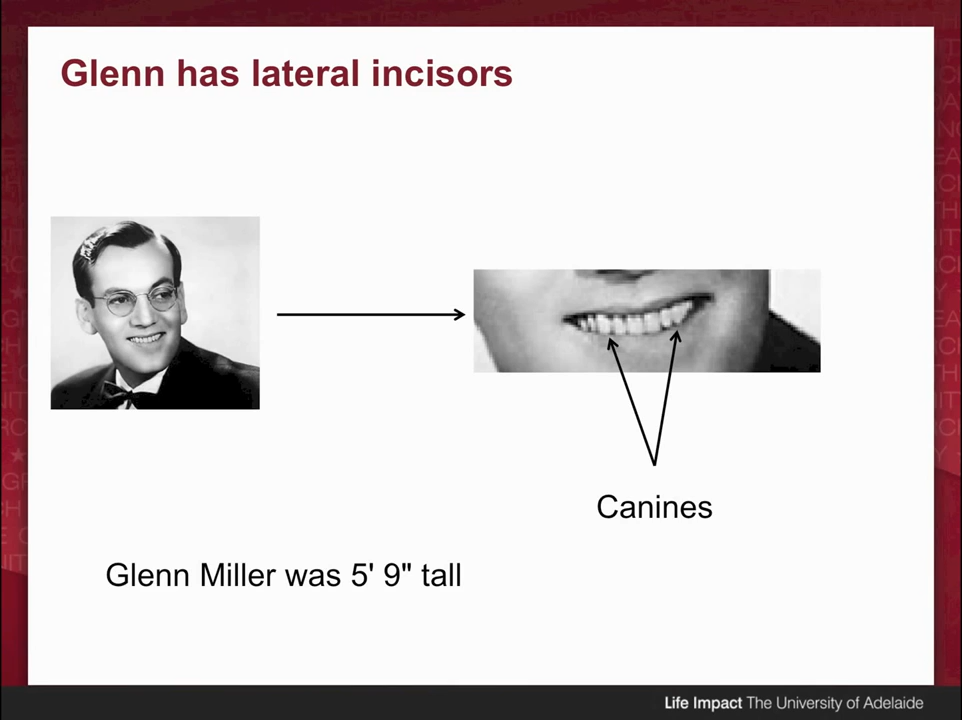 Glenn has lateral incisors
Canines
Glenn Miller was 5' 9" tall
Life Impact The University of Adelaide